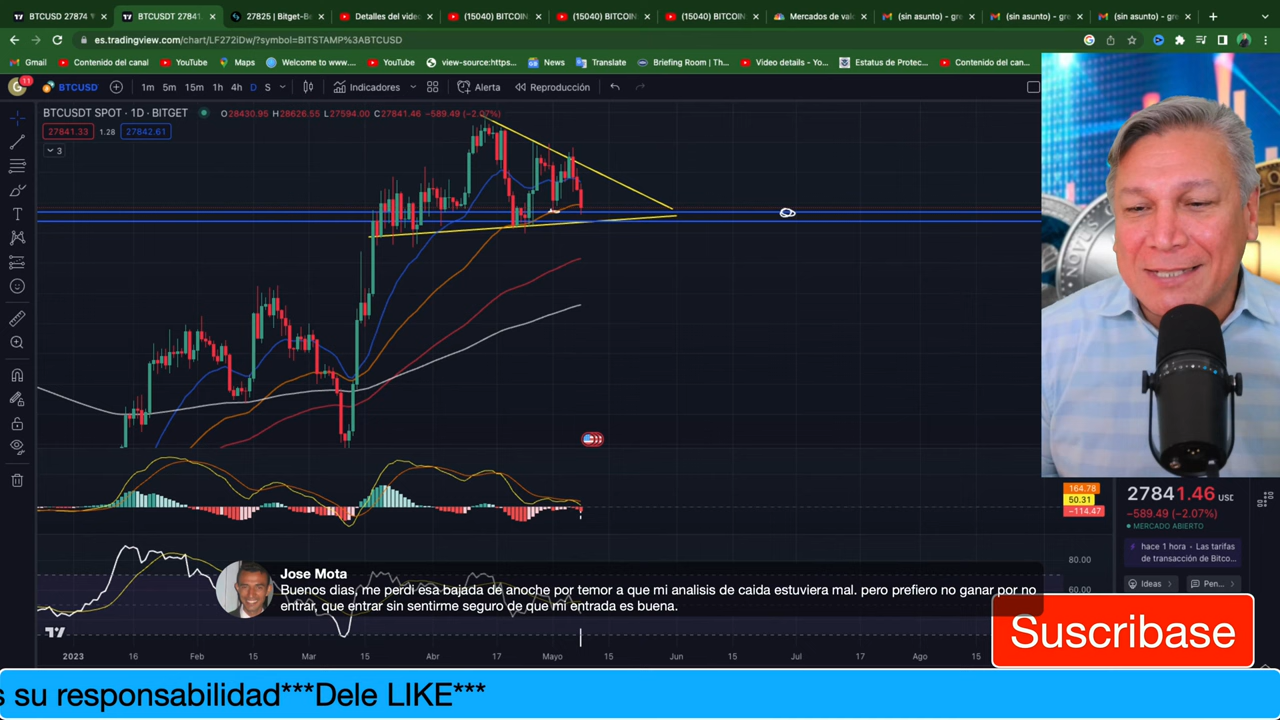 BTCUSD 27874
BTCUSDT 27841.
27825 | Bitget-B
Detalles del vide
(15040) BITCOIN
(15040) BITCOIN
(15040) BITCOIN
Mercados de val
(sin asunto) - gre
(sin asunto) - gre
(sin asunto) - gre
es.tradingview.com/chart/LF272iDw/?symbol=BITSTAMP%3ABTCUSD
Gmail
Contenido del canal
YouTube
Maps
Welcome to www....
YouTube
view-source:https...
News
Translate
Briefing Room | Th...
Video details - Yo...
Estatus de Protec...
Contenido del can...
11
BTCUSD
1m 5m 15m 1h 4h D S
Indicadores
Alerta
Reproducción
BTCUSDT SPOT · 1D · BITGET
O28430.95 H28626.55 L27594.00 C27841.46 −589.49 (−2.07%)
27841.33 1.28 27842.61
3
164.78
50.31
−114.47
27841.46 USD
−589.49 (−2.07%)
MERCADO ABIERTO
hace 1 hora · Las tarifas
de transacción de Bitco...
Ideas
Pen...
80.00
60.00
Jose Mota
Buenos dias, me perdi esa bajada de anoche por temor a que mi analisis de caida estuviera mal. pero prefiero no ganar por no
entrar, que entrar sin sentirme seguro de que mi entrada es buena.
Suscribase
2023 16 Feb 15 Mar 15 Abr 17 Mayo 15 Jun 15 Jul 17 Ago 15
s su responsabilidad***Dele LIKE***